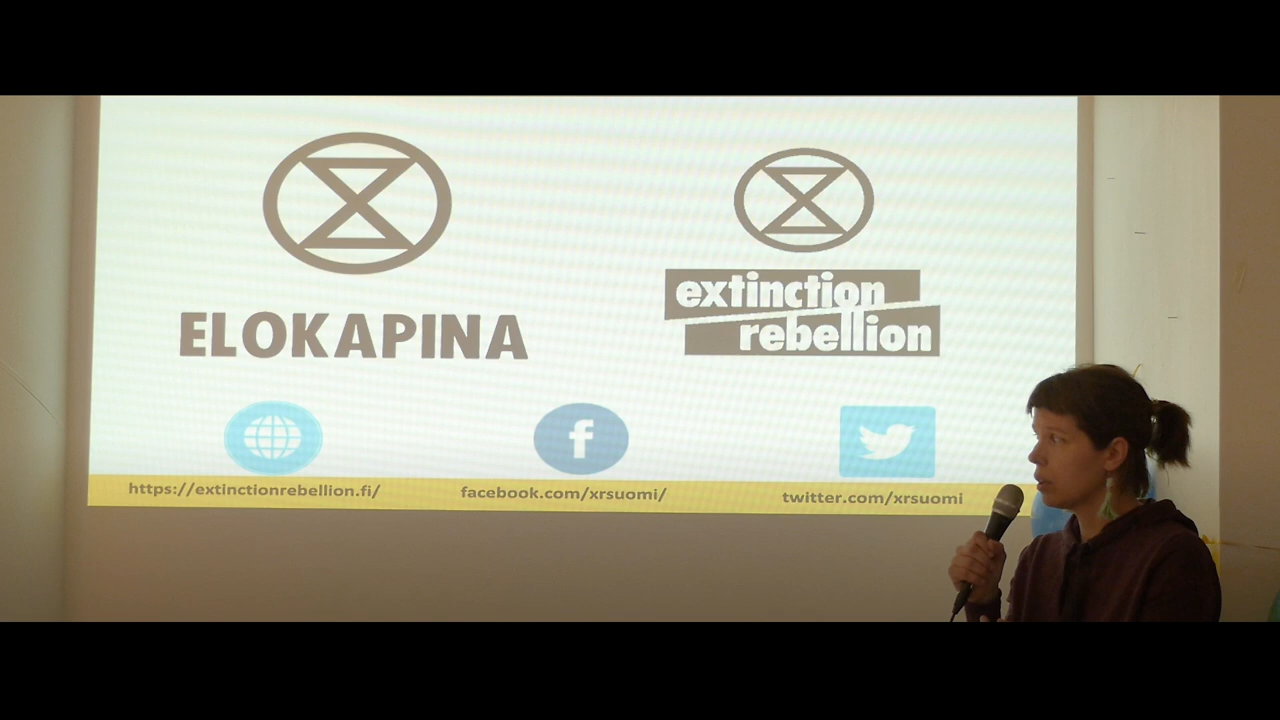 ELOKAPINA
extinction
rebellion
f
https://extinctionrebellion.fi/
facebook.com/xrsuomi/
twitter.com/xrsuomi